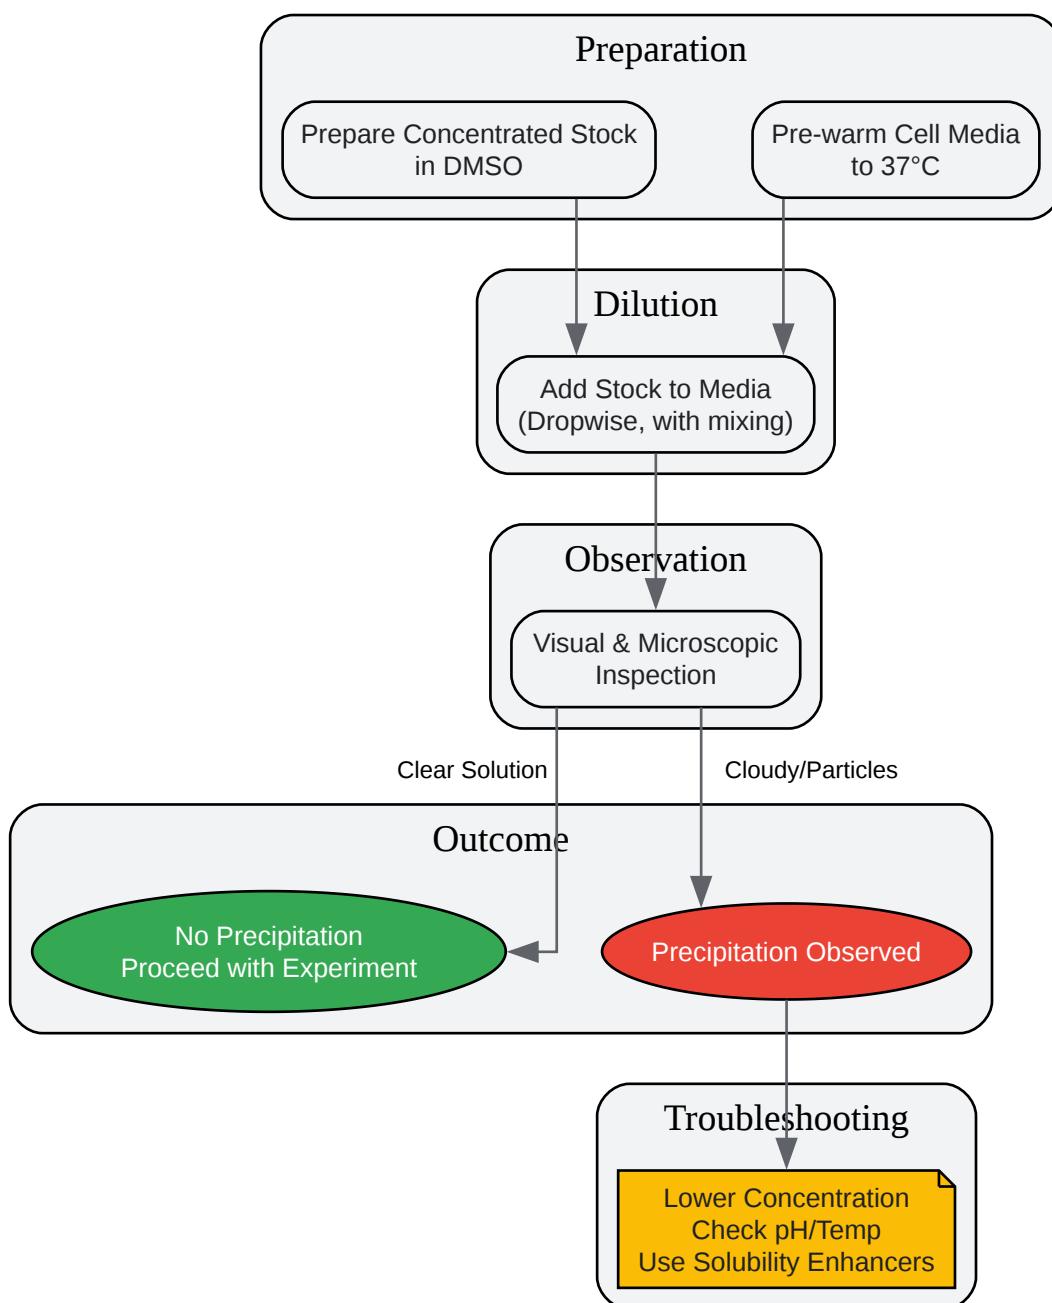 Preparation
Prepare Concentrated Stock
in DMSO
Pre-warm Cell Media
to 37°C
Dilution
Add Stock to Media
(Dropwise, with mixing)
Observation
Visual & Microscopic
Inspection
Clear Solution
Cloudy/Particles
Outcome
No Precipitation
Proceed with Experiment
Precipitation Observed
Troubleshooting
Lower Concentration
Check pH/Temp
Use Solubility Enhancers